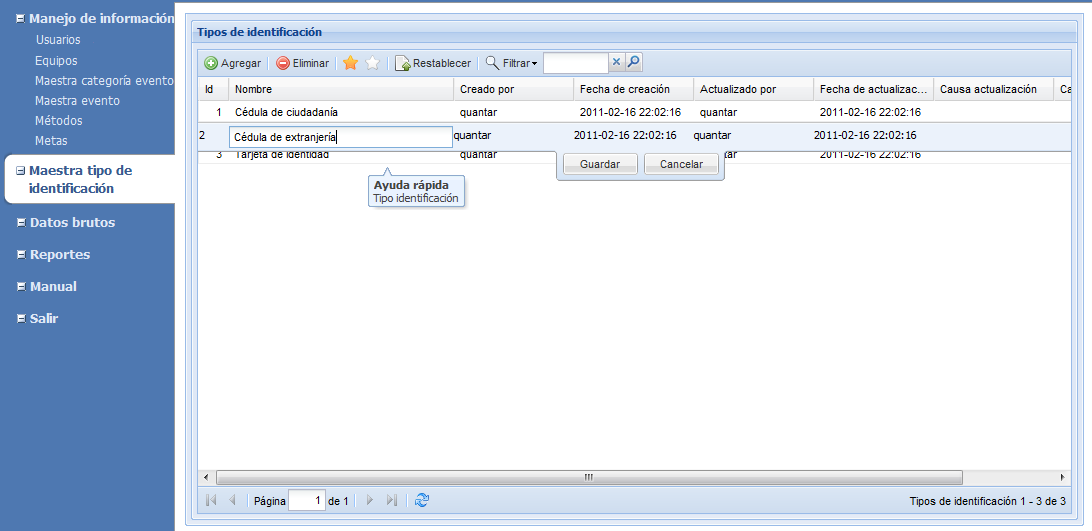 Manejo de información
Usuarios
Equipos
Maestra categoría evento
Maestra evento
Métodos
Metas
Maestra tipo de
identificación
Datos brutos
Reportes
Manual
Salir
Tipos de identificación
Agregar Eliminar Restablecer Filtrar
Id Nombre Creado por Fecha de creación Actualizado por Fecha de actualizac... Causa actualización Ca
1 Cédula de ciudadanía quantar 2011-02-16 22:02:16 quantar 2011-02-16 22:02:16
2 Cédula de extranjería quantar 2011-02-16 22:02:16 quantar 2011-02-16 22:02:16
3 Tarjeta de identidad quantar tar 2011-02-16 22:02:16
Guardar Cancelar
Ayuda rápida
Tipo identificación
Página 1 de 1 Tipos de identificación 1 - 3 de 3